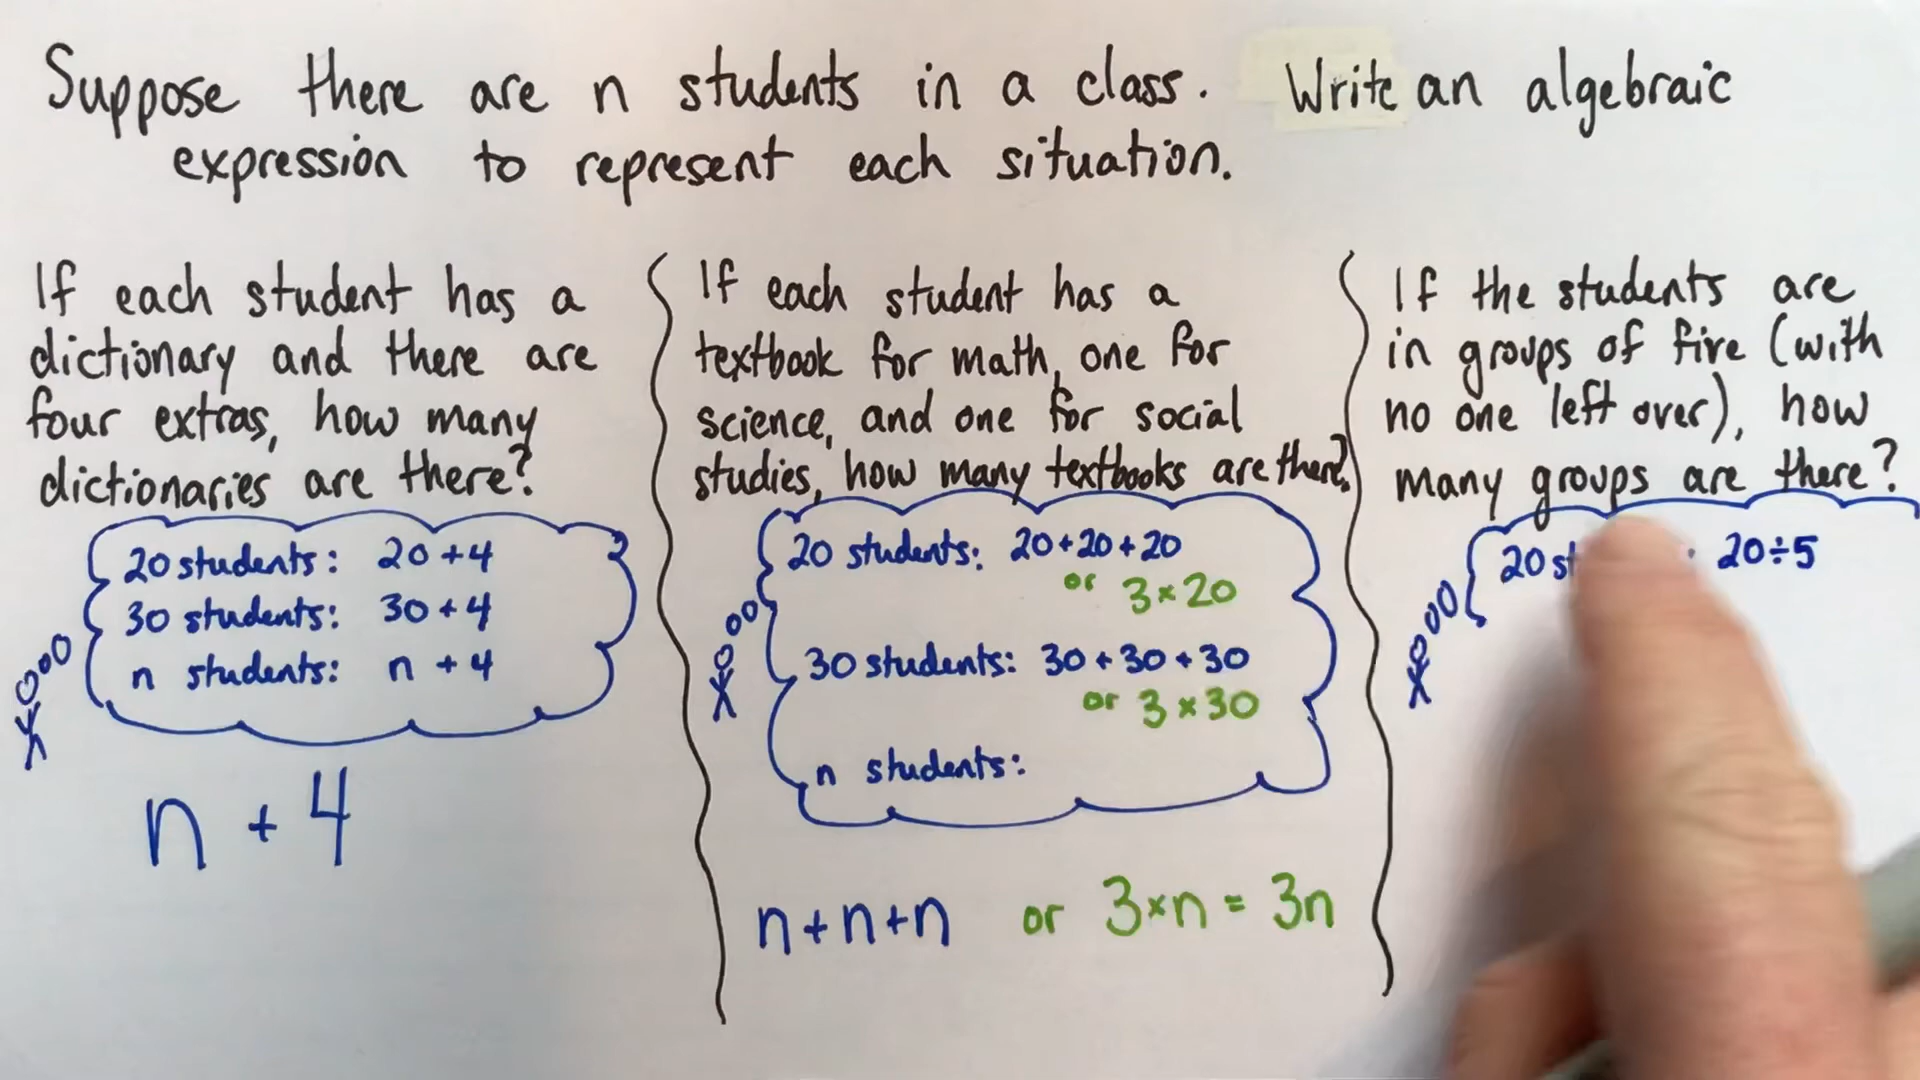 Suppose there are n students in a class. Write an algebraic
expression to represent each situation.
If each student has a
dictionary and there are
four extras, how many
dictionaries are there?
20 students: 20 + 4
30 students: 30 + 4
n students: n + 4
n + 4
If each student has a
textbook for math, one for
science, and one for social
studies, how many textbooks are there?
20 students: 20+20+20
or 3 × 20
30 students: 30+30+30
or 3 × 30
n students:
n+n+n or 3×n = 3n
If the students are
in groups of five (with
no one left over), how
many groups are there?
20 : 20÷5